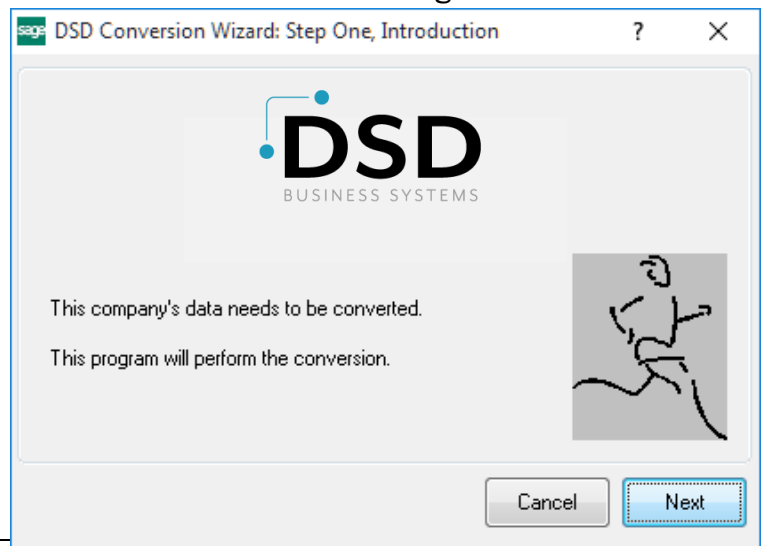 sage DSD Conversion Wizard: Step One, Introduction ? X
DSD
BUSINESS SYSTEMS
This company's data needs to be converted.
This program will perform the conversion.
Cancel Next